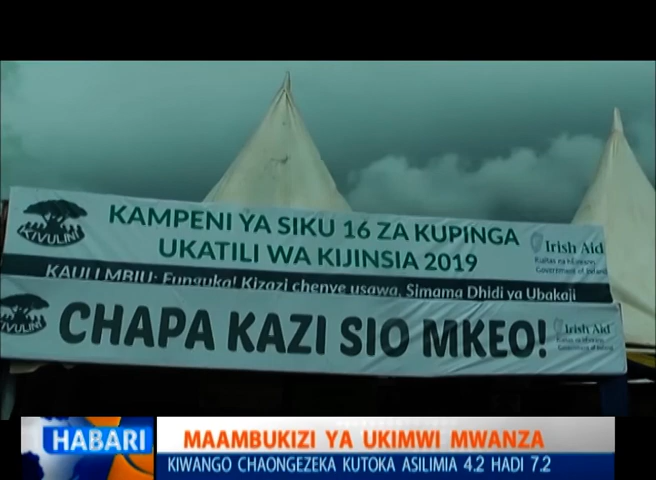 KIVULINI
KAMPENI YA SIKU 16 ZA KUPINGA
UKATILI WA KIJINSIA 2019
Irish Aid
Rialtas na hÉireann
Government of Ireland
KAULI MBIU: Funguka! Kizazi chenye usawa, Simama Dhidi ya Ubakaji
KIVULINI
CHAPA KAZI SIO MKEO!
Irish Aid
HABARI
MAAMBUKIZI YA UKIMWI MWANZA
KIWANGO CHAONGEZEKA KUTOKA ASILIMIA 4.2 HADI 7.2